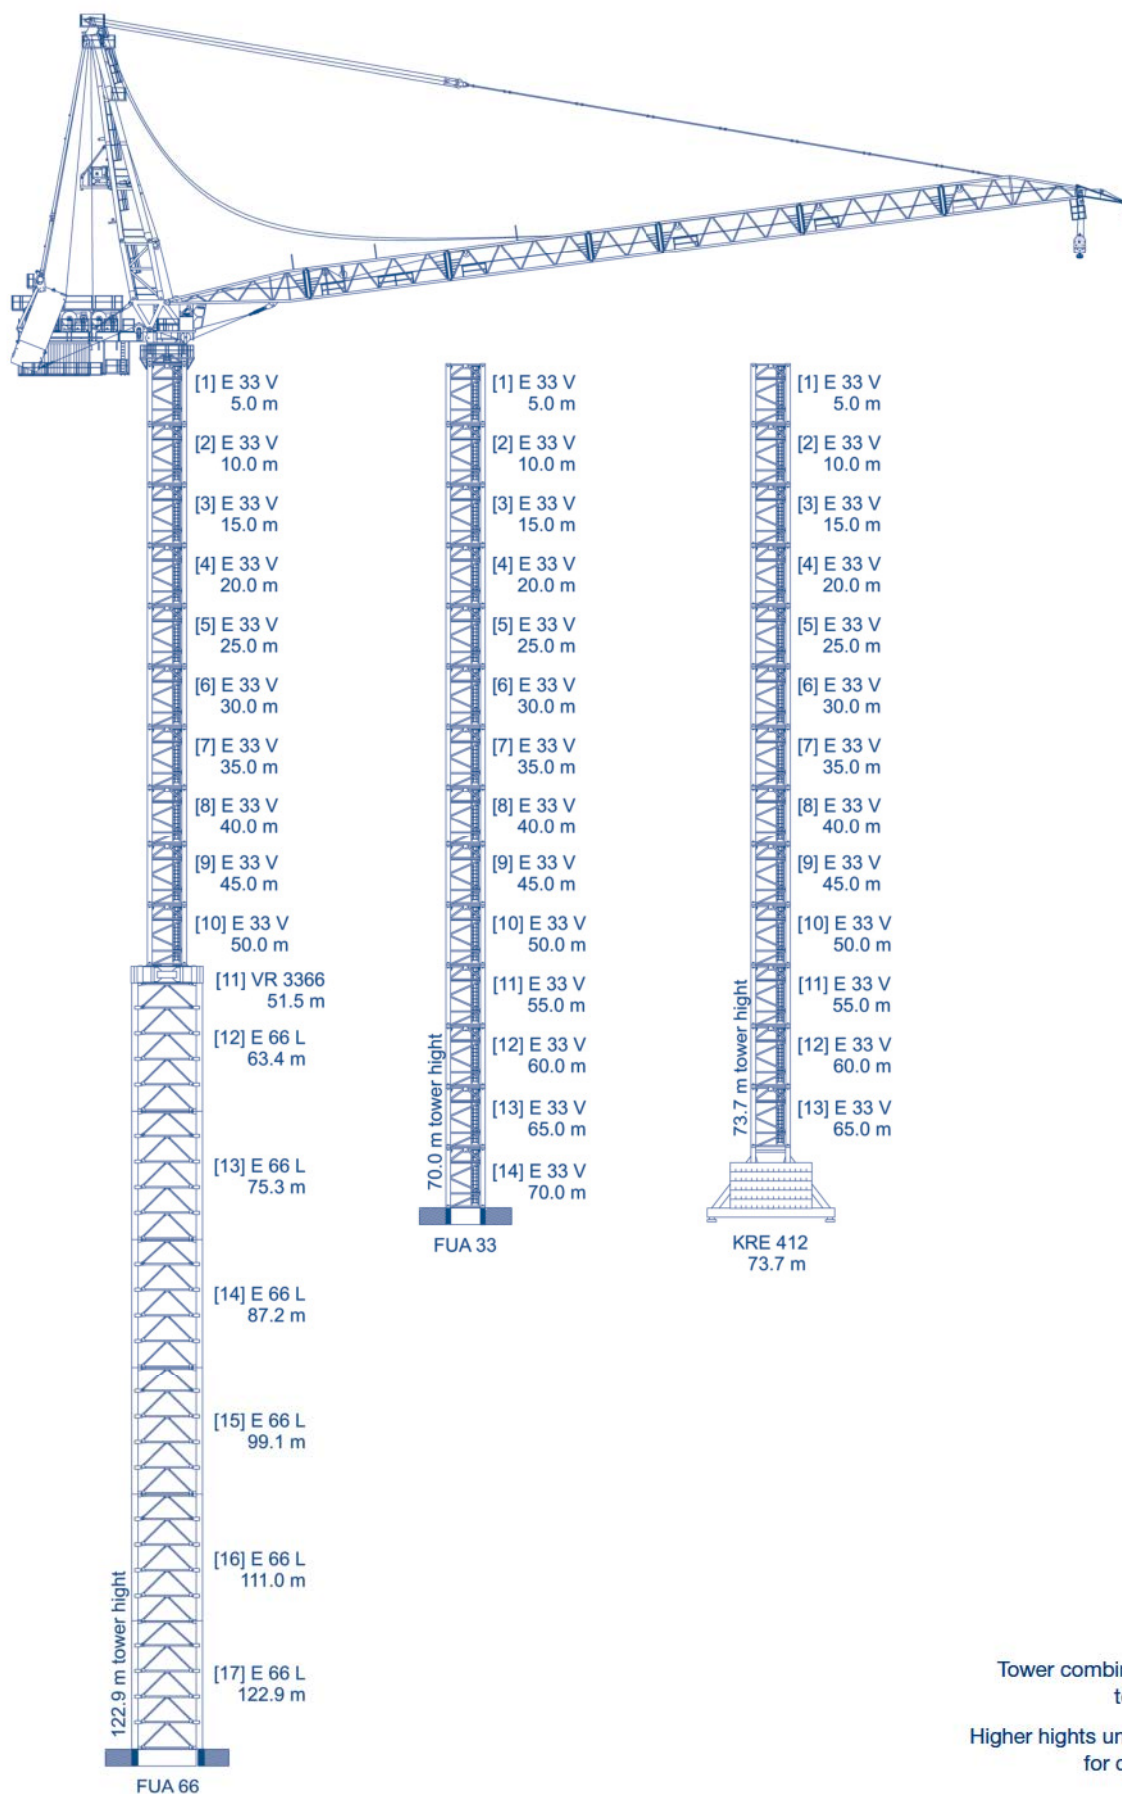 [1] E 33 V
5.0 m
[2] E 33 V
10.0 m
[3] E 33 V
15.0 m
[4] E 33 V
20.0 m
[5] E 33 V
25.0 m
[6] E 33 V
30.0 m
[7] E 33 V
35.0 m
[8] E 33 V
40.0 m
[9] E 33 V
45.0 m
[10] E 33 V
50.0 m
[11] VR 3366
51.5 m
[12] E 66 L
63.4 m
[13] E 66 L
75.3 m
[14] E 66 L
87.2 m
[15] E 66 L
99.1 m
[16] E 66 L
111.0 m
[17] E 66 L
122.9 m
122.9 m tower hight
FUA 66
[1] E 33 V
5.0 m
[2] E 33 V
10.0 m
[3] E 33 V
15.0 m
[4] E 33 V
20.0 m
[5] E 33 V
25.0 m
[6] E 33 V
30.0 m
[7] E 33 V
35.0 m
[8] E 33 V
40.0 m
[9] E 33 V
45.0 m
[10] E 33 V
50.0 m
[11] E 33 V
55.0 m
[12] E 33 V
60.0 m
[13] E 33 V
65.0 m
[14] E 33 V
70.0 m
70.0 m tower hight
FUA 33
[1] E 33 V
5.0 m
[2] E 33 V
10.0 m
[3] E 33 V
15.0 m
[4] E 33 V
20.0 m
[5] E 33 V
25.0 m
[6] E 33 V
30.0 m
[7] E 33 V
35.0 m
[8] E 33 V
40.0 m
[9] E 33 V
45.0 m
[10] E 33 V
50.0 m
[11] E 33 V
55.0 m
[12] E 33 V
60.0 m
[13] E 33 V
65.0 m
73.7 m tower hight
KRE 412
73.7 m
Tower combin
Higher hights
for